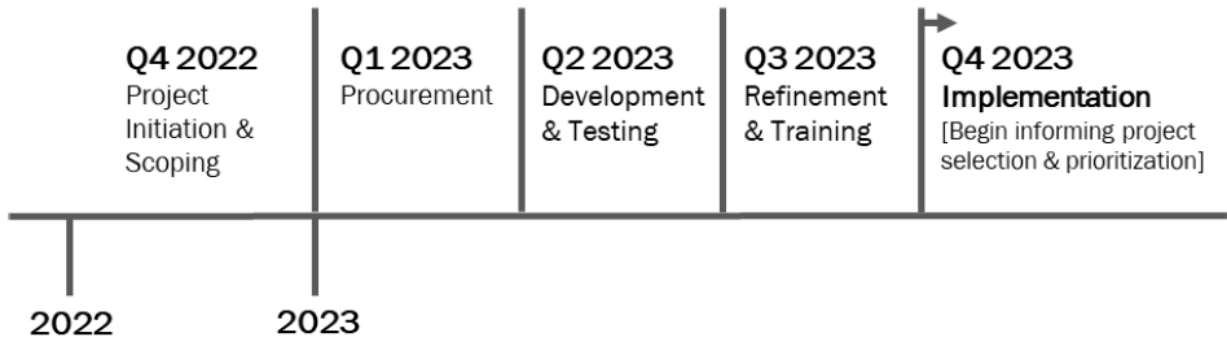 Q4 2022
Project
Initiation &
Scoping
Q1 2023
Procurement
Q2 2023
Development
& Testing
Q3 2023
Refinement
& Training
Q4 2023
Implementation
[Begin informing project
selection & prioritization]
2022
2023